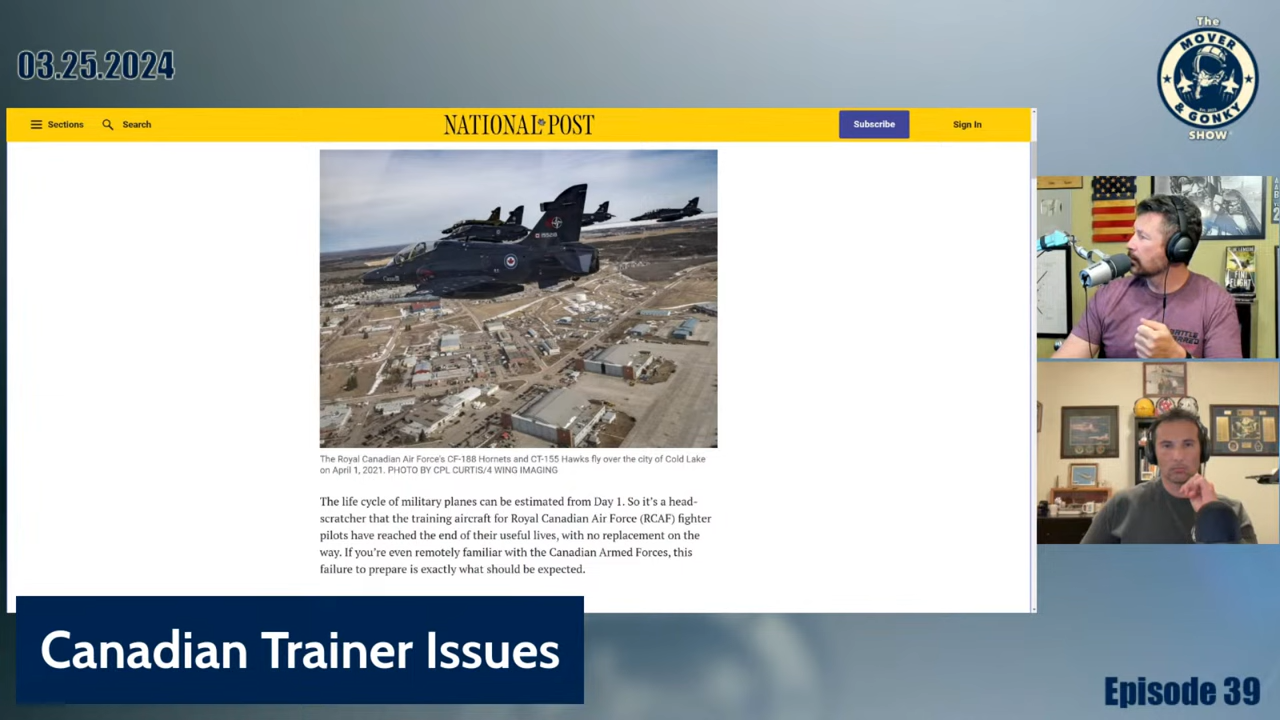 03.25.2024
The
MOVER
& GONKY
SHOW
Sections
Search
NATIONAL POST
Subscribe
Sign In
The Royal Canadian Air Force's CF-188 Hornets and CT-155 Hawks fly over the city of Cold Lake
on April 1, 2021. PHOTO BY CPL CURTIS/4 WING IMAGING
The life cycle of military planes can be estimated from Day 1. So it's a head-
scratcher that the training aircraft for Royal Canadian Air Force (RCAF) fighter
pilots have reached the end of their useful lives, with no replacement on the
way. If you're even remotely familiar with the Canadian Armed Forces, this
failure to prepare is exactly what should be expected.
Canadian Trainer Issues
Episode 39